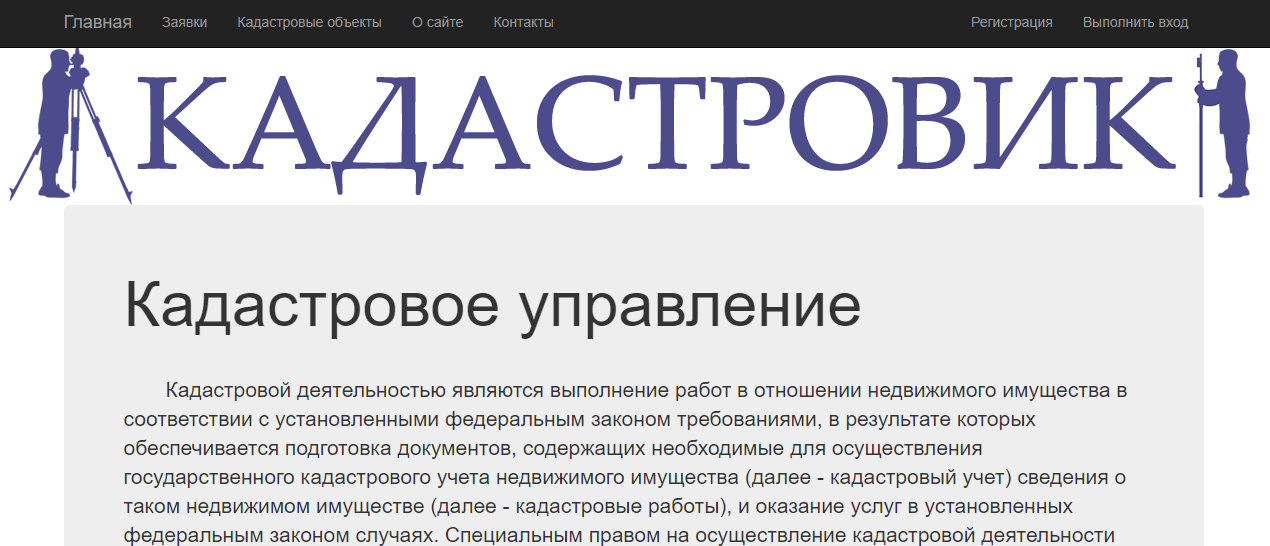 Главная Заявки Кадастровые объекты О сайте Контакты Регистрация Выполнить вход
КАДАСТРОВИК
Кадастровое управление
Кадастровой деятельностью являются выполнение работ в отношении недвижимого имущества в
соответствии с установленными федеральным законом требованиями, в результате которых
обеспечивается подготовка документов, содержащих необходимые для осуществления
государственного кадастрового учета недвижимого имущества (далее - кадастровый учет) сведения о
таком недвижимом имуществе (далее - кадастровые работы), и оказание услуг в установленных
федеральным законом случаях. Специальным правом на осуществление кадастровой деятельности